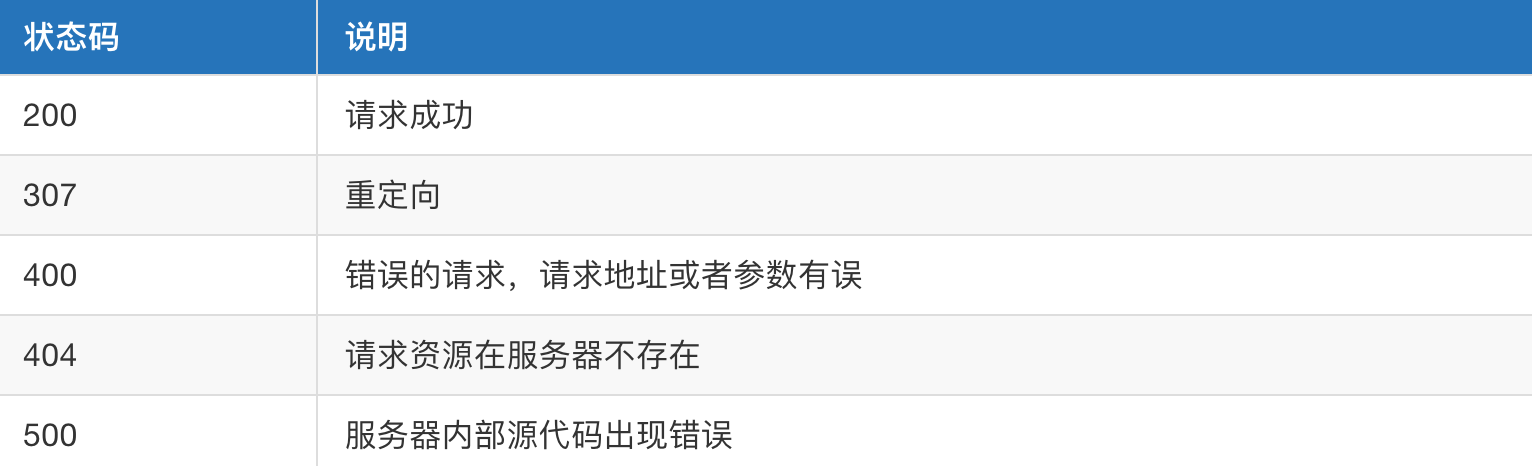 状态码 说明
200 请求成功
307 重定向
400 错误的请求，请求地址或者参数有误
404 请求资源在服务器不存在
500 服务器内部源代码出现错误